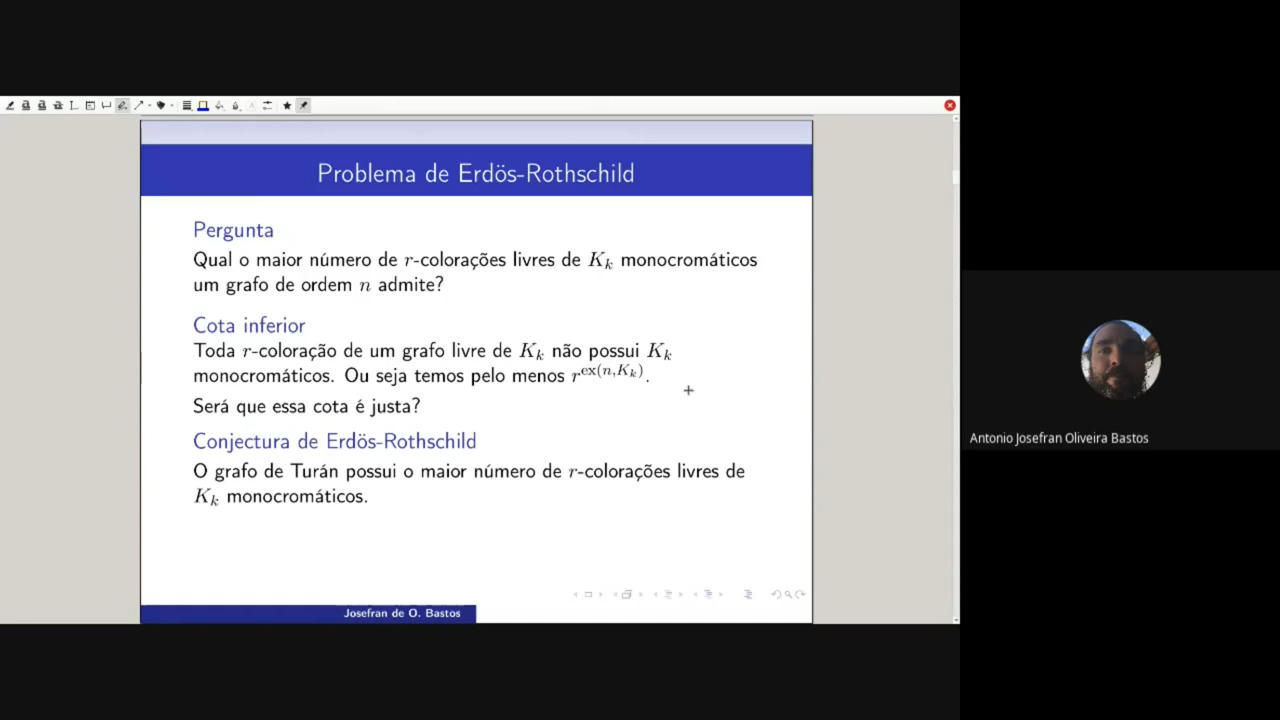 Problema de Erdös-Rothschild
Pergunta
Qual o maior número de r-colorações livres de K_k monocromáticos
um grafo de ordem n admite?
Cota inferior
Toda r-coloração de um grafo livre de K_k não possui K_k
monocromáticos. Ou seja temos pelo menos r^{ex(n,K_k)}.
Será que essa cota é justa?
Conjectura de Erdös-Rothschild
O grafo de Turán possui o maior número de r-colorações livres de
K_k monocromáticos.
Josefran de O. Bastos
Antonio Josefran Oliveira Bastos